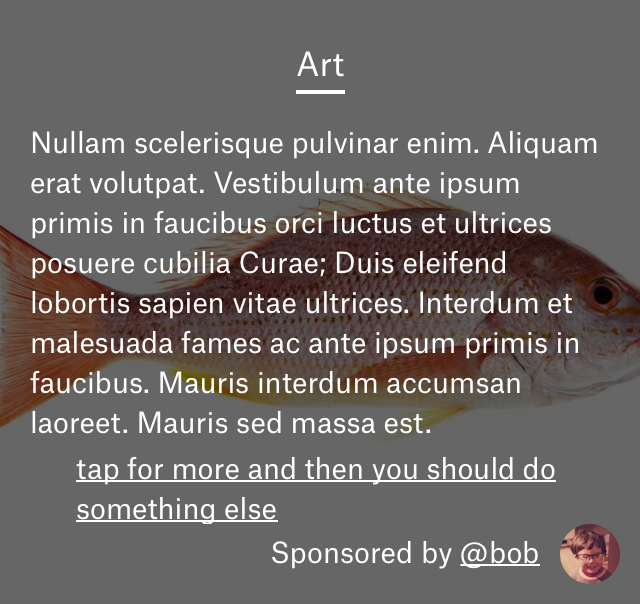 Art
Nullam scelerisque pulvinar enim. Aliquam
erat volutpat. Vestibulum ante ipsum
primis in faucibus orci luctus et ultrices
posuere cubilia Curae; Duis eleifend
lobortis sapien vitae ultrices. Interdum et
malesuada fames ac ante ipsum primis in
faucibus. Mauris interdum accumsan
laoreet. Mauris sed massa est.
tap for more and then you should do
something else
Sponsored by @bob